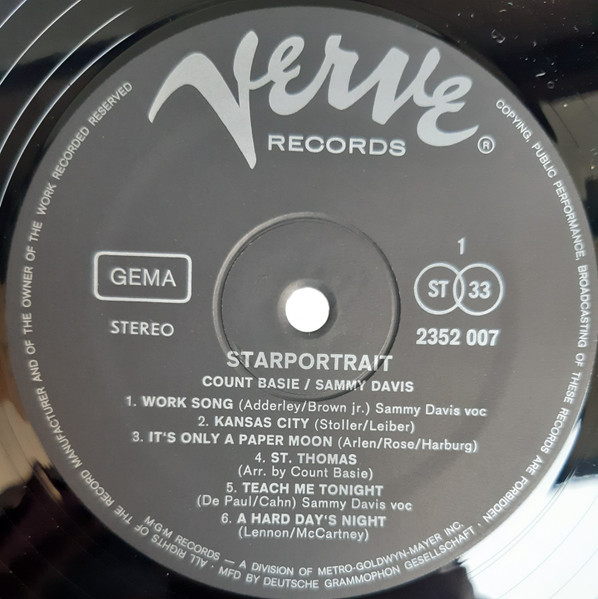 Verve
RECORDS ®
GEMA
STEREO
1
ST 33
2352 007
STARPORTRAIT
COUNT BASIE / SAMMY DAVIS
1. WORK SONG (Adderley/Brown jr.) Sammy Davis voc
2. KANSAS CITY (Stoller/Leiber)
3. IT'S ONLY A PAPER MOON (Arlen/Rose/Harburg)
4. ST. THOMAS
(Arr. by Count Basie)
5. TEACH ME TONIGHT
(De Paul/Cahn) Sammy Davis voc
6. A HARD DAY'S NIGHT
(Lennon/McCartney)
ALL RIGHTS OF THE RECORD MANUFACTURER AND OF THE OWNER OF THE WORK RECORDED RESERVED
COPYING, PUBLIC PERFORMANCE, BROADCASTING OF THESE RECORDS ARE FORBIDDEN
M·G·M RECORDS — A DIVISION OF METRO-GOLDWYN-MAYER INC.
· MFD BY DEUTSCHE GRAMMOPHON GESELLSCHAFT ·